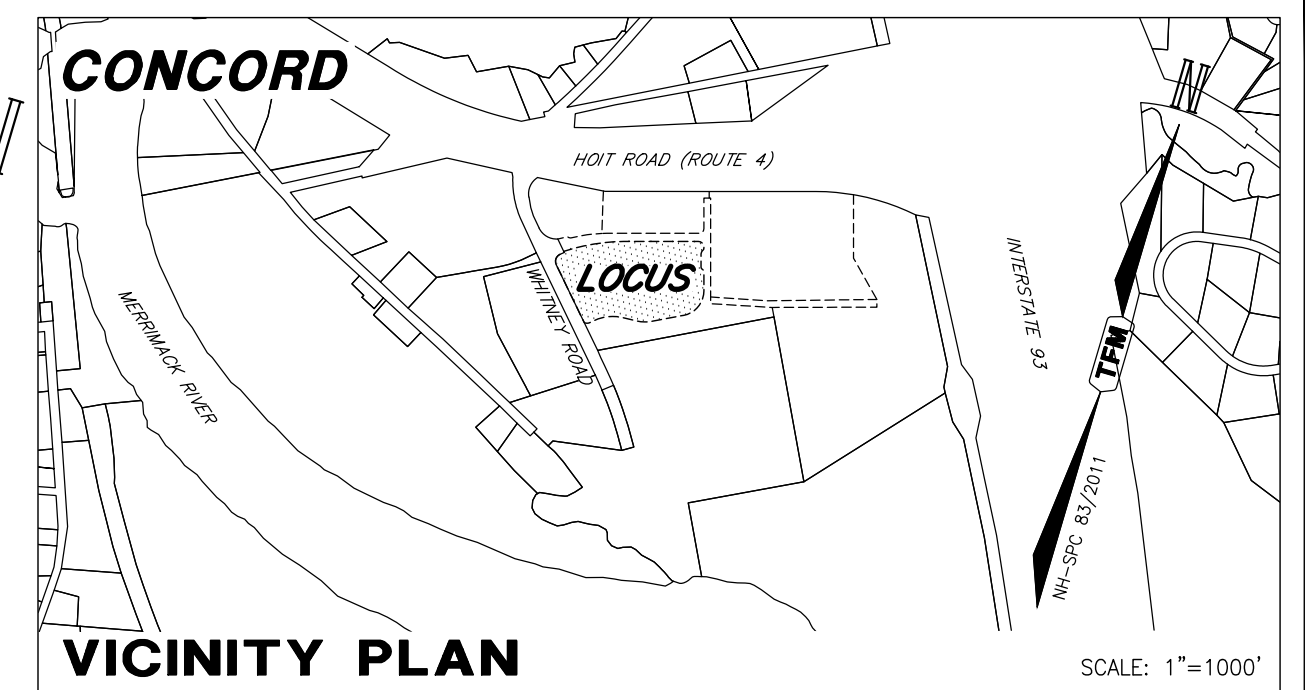 CONCORD
HOIT ROAD (ROUTE 4)
LOCUS
WHITNEY ROAD
MERRIMACK RIVER
INTERSTATE 93
TFM
NH-SPC 83/2011
VICINITY PLAN
SCALE: 1"=1000'